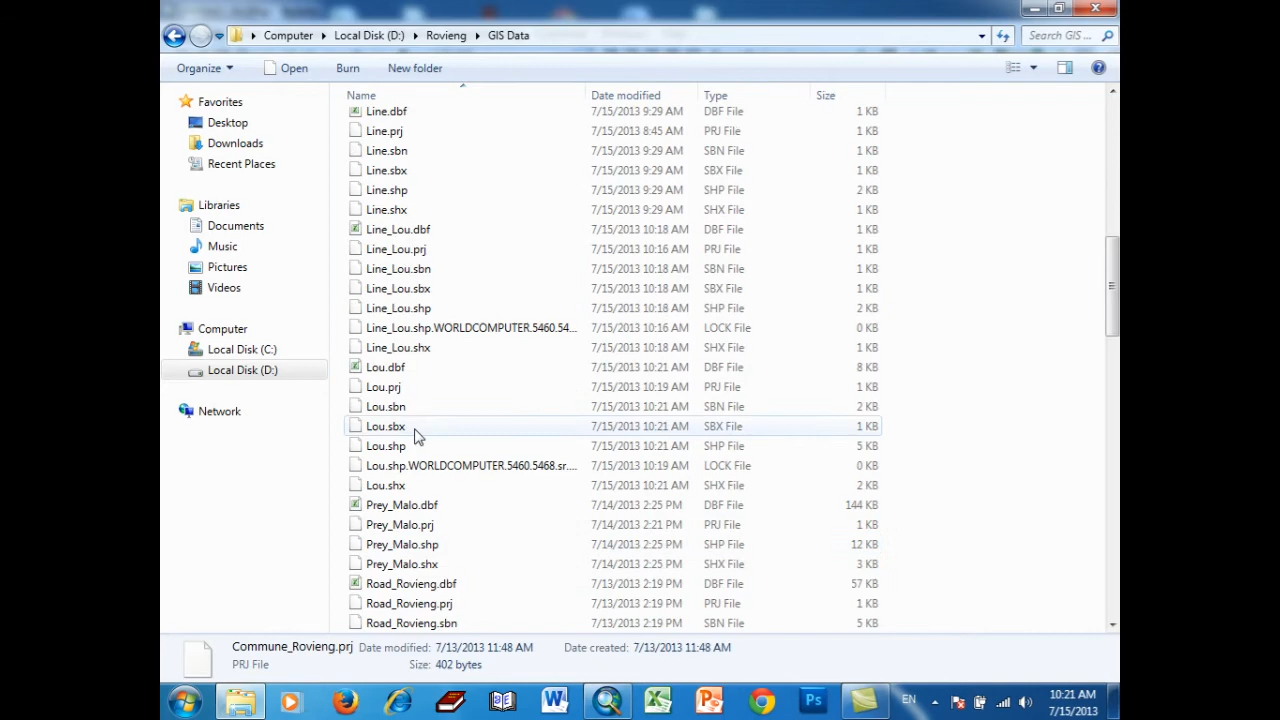 Computer Local Disk (D:) Rovieng GIS Data Search GIS ...
Organize Open Burn New folder
Name Date modified Type Size
Favorites
Desktop
Downloads
Recent Places
Libraries
Documents
Music
Pictures
Videos
Computer
Local Disk (C:)
Local Disk (D:)
Network
Line.dbf 7/15/2013 9:29 AM DBF File 1 KB
Line.prj 7/15/2013 8:45 AM PRJ File 1 KB
Line.sbn 7/15/2013 9:29 AM SBN File 1 KB
Line.sbx 7/15/2013 9:29 AM SBX File 1 KB
Line.shp 7/15/2013 9:29 AM SHP File 2 KB
Line.shx 7/15/2013 9:29 AM SHX File 1 KB
Line_Lou.dbf 7/15/2013 10:18 AM DBF File 1 KB
Line_Lou.prj 7/15/2013 10:16 AM PRJ File 1 KB
Line_Lou.sbn 7/15/2013 10:18 AM SBN File 1 KB
Line_Lou.sbx 7/15/2013 10:18 AM SBX File 1 KB
Line_Lou.shp 7/15/2013 10:18 AM SHP File 2 KB
Line_Lou.shp.WORLDCOMPUTER.5460.54... 7/15/2013 10:16 AM LOCK File 0 KB
Line_Lou.shx 7/15/2013 10:18 AM SHX File 1 KB
Lou.dbf 7/15/2013 10:21 AM DBF File 8 KB
Lou.prj 7/15/2013 10:19 AM PRJ File 1 KB
Lou.sbn 7/15/2013 10:21 AM SBN File 2 KB
Lou.sbx 7/15/2013 10:21 AM SBX File 1 KB
Lou.shp 7/15/2013 10:21 AM SHP File 5 KB
Lou.shp.WORLDCOMPUTER.5460.5468.sr.... 7/15/2013 10:19 AM LOCK File 0 KB
Lou.shx 7/15/2013 10:21 AM SHX File 2 KB
Prey_Malo.dbf 7/14/2013 2:25 PM DBF File 144 KB
Prey_Malo.prj 7/14/2013 2:21 PM PRJ File 1 KB
Prey_Malo.shp 7/14/2013 2:25 PM SHP File 12 KB
Prey_Malo.shx 7/14/2013 2:25 PM SHX File 3 KB
Road_Rovieng.dbf 7/13/2013 2:19 PM DBF File 57 KB
Road_Rovieng.prj 7/13/2013 2:19 PM PRJ File 1 KB
Road_Rovieng.sbn 7/13/2013 2:19 PM SBN File 5 KB
Commune_Rovieng.prj Date modified: 7/13/2013 11:48 AM Date created: 7/13/2013 11:48 AM
PRJ File Size: 402 bytes
W Ps EN 10:21 AM
7/15/2013